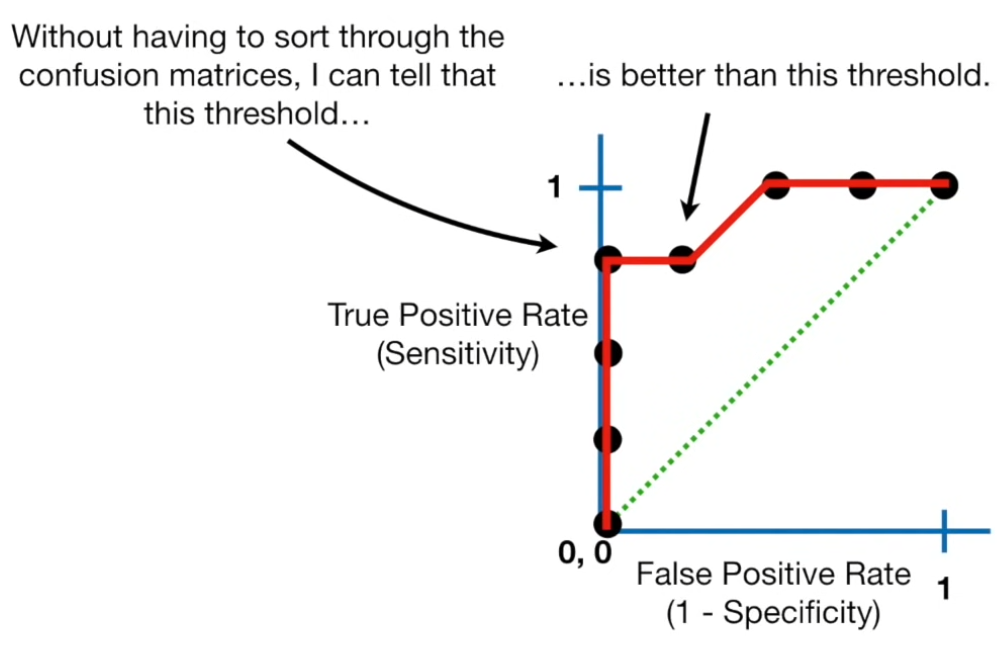 Without having to sort through the
confusion matrices, I can tell that
this threshold…
…is better than this threshold.
1
True Positive Rate
(Sensitivity)
0, 0
False Positive Rate
(1 - Specificity)
1